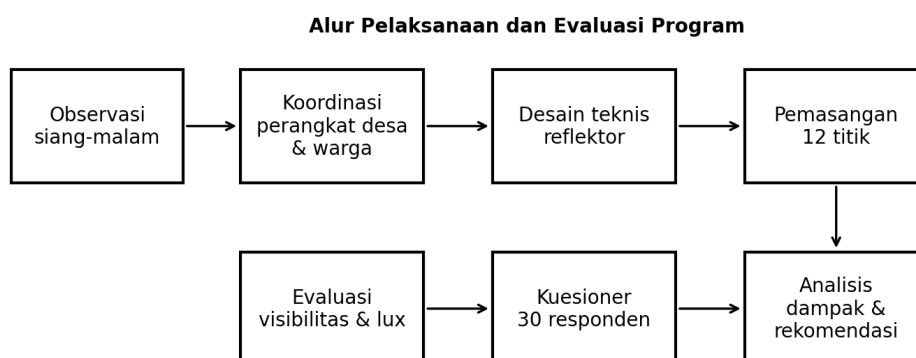 Alur Pelaksanaan dan Evaluasi Program
Observasi
siang-malam
Koordinasi
perangkat desa
& warga
Desain teknis
reflektor
Pemasangan
12 titik
Evaluasi
visibilitas & lux
Kuesioner
30 responden
Analisis
dampak &
rekomendasi